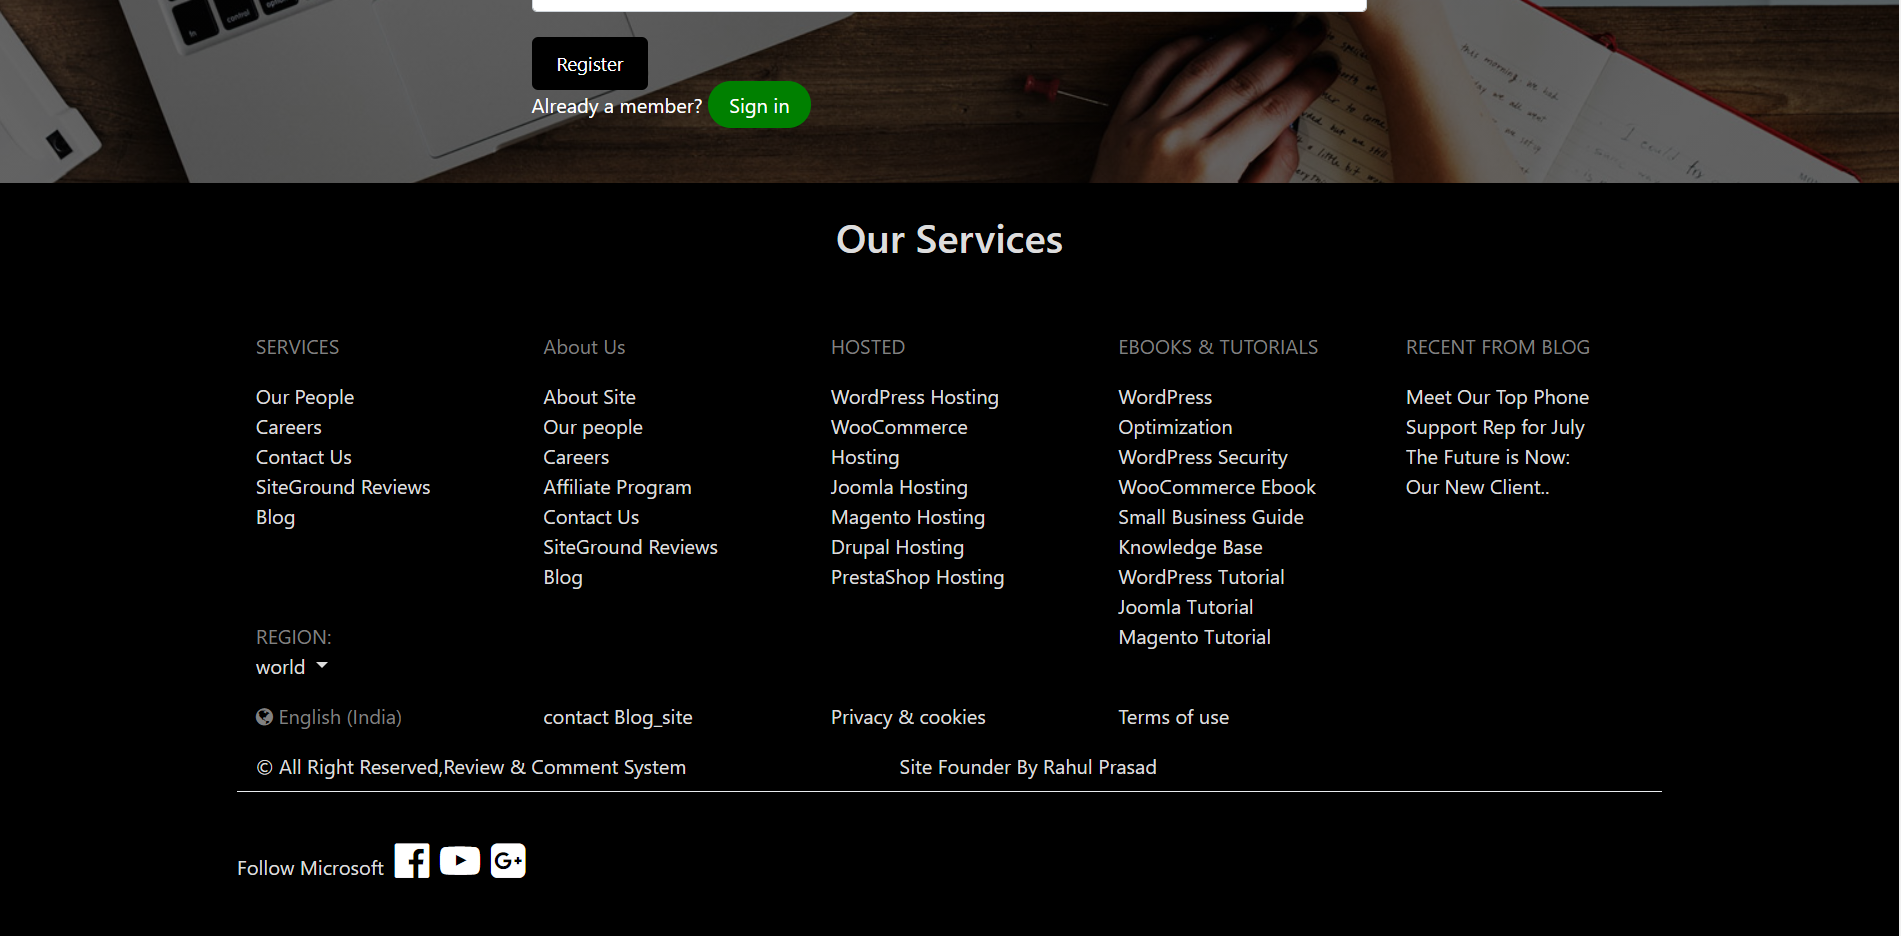 control
option
Register
Already a member? Sign in
Our Services
SERVICES
Our People
Careers
Contact Us
SiteGround Reviews
Blog
About Us
About Site
Our people
Careers
Affiliate Program
Contact Us
SiteGround Reviews
Blog
HOSTED
WordPress Hosting
WooCommerce
Hosting
Joomla Hosting
Magento Hosting
Drupal Hosting
PrestaShop Hosting
EBOOKS & TUTORIALS
WordPress
Optimization
WordPress Security
WooCommerce Ebook
Small Business Guide
Knowledge Base
WordPress Tutorial
Joomla Tutorial
Magento Tutorial
RECENT FROM BLOG
Meet Our Top Phone
Support Rep for July
The Future is Now:
Our New Client..
REGION:
world
English (India)
contact Blog_site
Privacy & cookies
Terms of use
© All Right Reserved,Review & Comment System
Site Founder By Rahul Prasad
Follow Microsoft